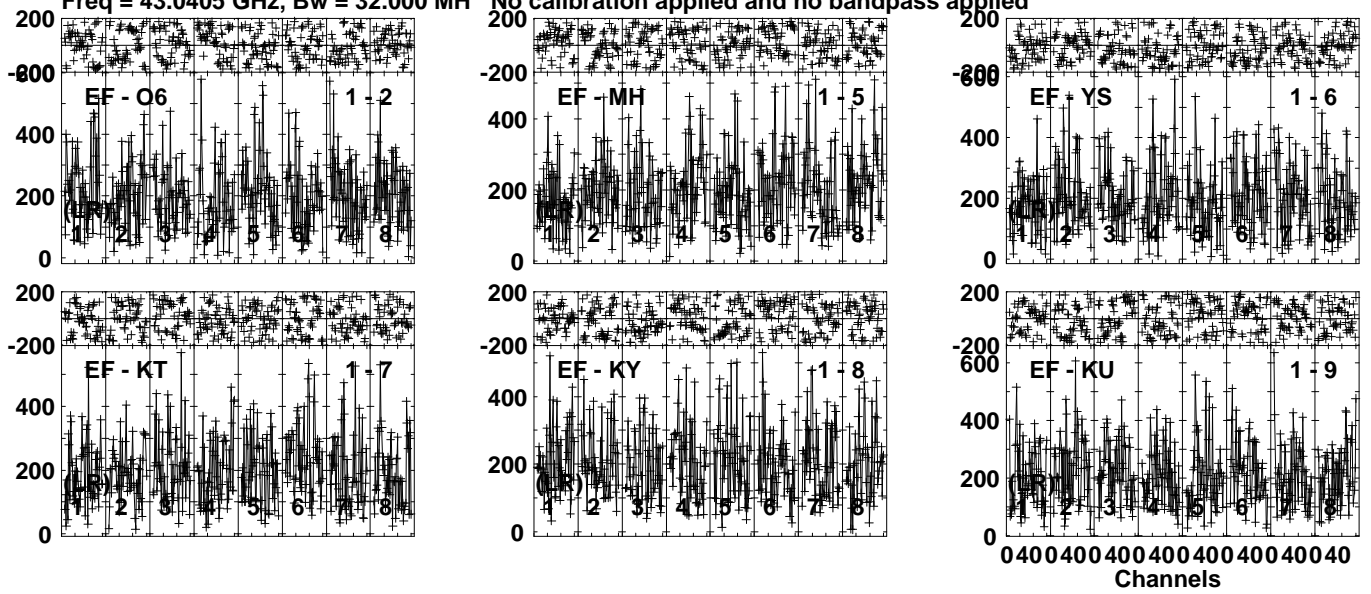 Freq = 43.0405 GHz, Bw = 32.000 MH No calibration applied and no bandpass applied
200
-200
600
EF - O6 1 - 2
400
200
0
(LR)
1 2 3 4 5 6 7 8
200
-200
EF - MH 1 - 5
400
200
0
(LR)
1 2 3 4 5 6 7 8
200
-200
600
EF - YS 1 - 6
400
200
0
(LR)
1 2 3 4 5 6 7 8
200
-200
EF - KT 1 - 7
400
200
0
(LR)
1 2 3 4 5 6 7 8
200
-200
EF - KY 1 - 8
400
200
0
(LR)
1 2 3 4 5 6 7 8
200
-200
600
EF - KU 1 - 9
400
200
0
(LR)
1 2 3 4 5 6 7 8
0 40 0 40 0 40 0 40 0 40 0 40 0 40 0 40
Channels